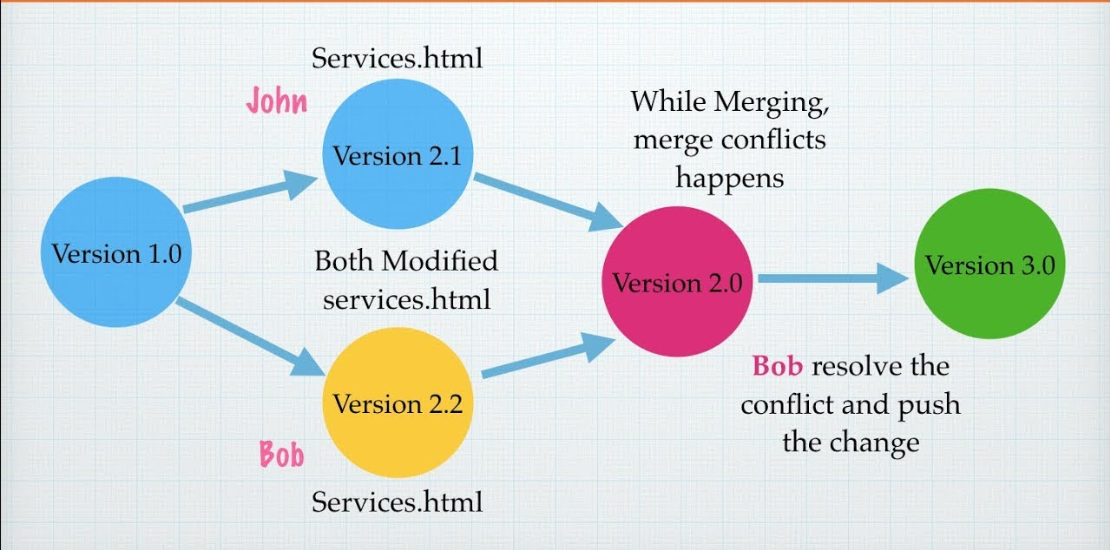 Services.html
John
Version 2.1
While Merging,
merge conflicts
happens
Version 1.0
Both Modified
services.html
Version 2.0
Version 3.0
Version 2.2
Bob
Services.html
Bob resolve the
conflict and push
the change